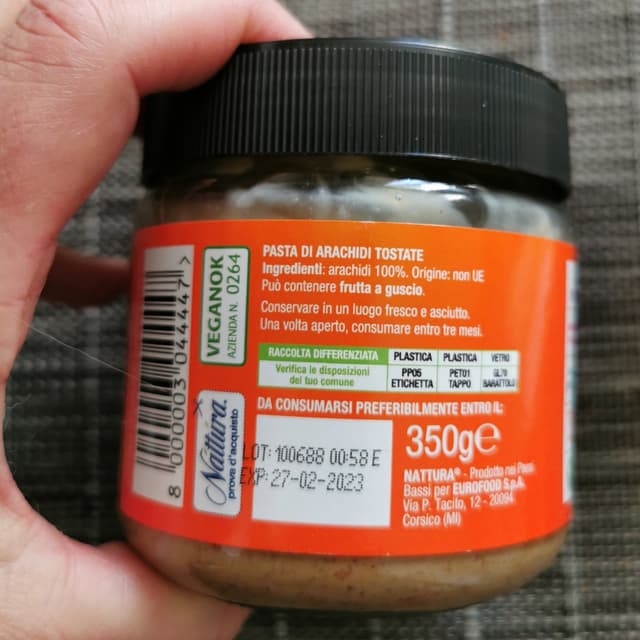 PASTA DI ARACHIDI TOSTATE
Ingredienti: arachidi 100%. Origine: non UE
Può contenere frutta a guscio.
Conservare in un luogo fresco e asciutto.
Una volta aperto, consumare entro tre mesi.
VEGANOK
AZIENDA N. 0264
RACCOLTA DIFFERENZIATA
Verifica le disposizioni
del tuo comune
PLASTICA PLASTICA VETRO
PP05 PET01 GL70
ETICHETTA TAPPO BARATTOLO
DA CONSUMARSI PREFERIBILMENTE ENTRO IL:
LOT: 100688 00:58 E
EXP: 27-02-2023
350g℮
NATTURA® - Prodotto nei Paesi
Bassi per EUROFOOD S.p.A.
Via P. Tacito, 12 - 20094
Corsico (MI)
Nattura
prova d'acquisto
8 000003 044447 >